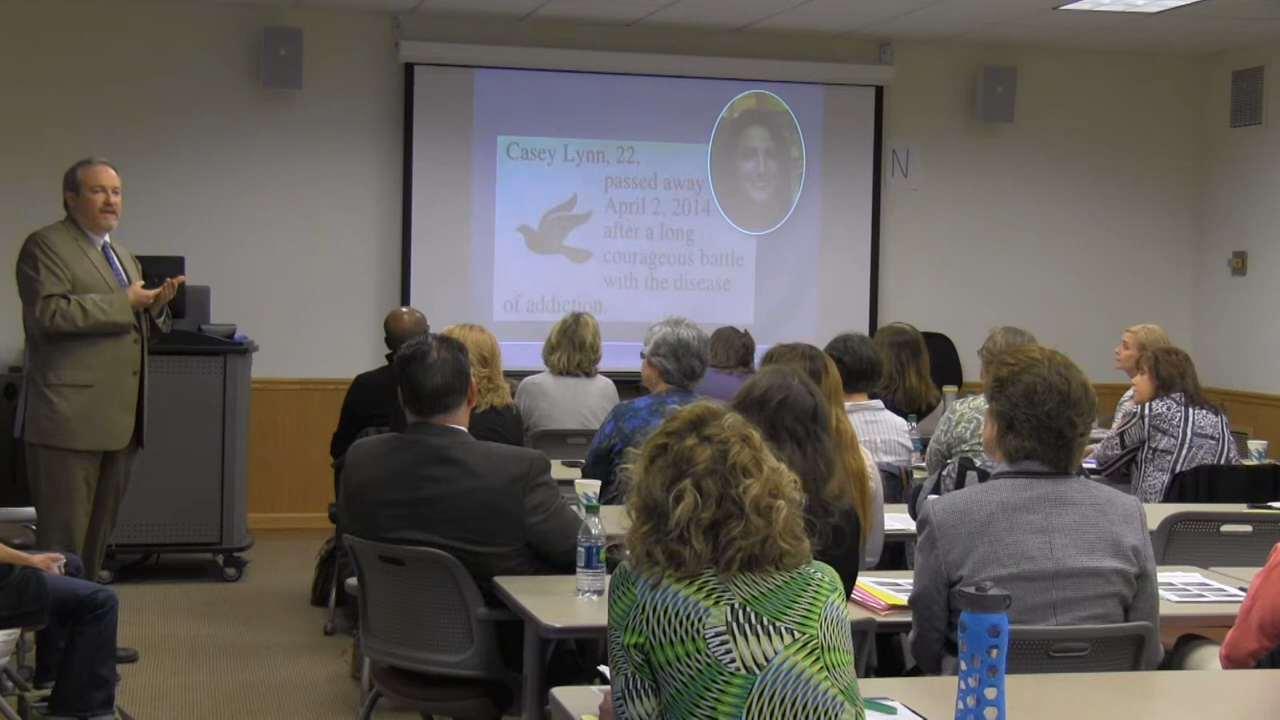 Casey Lynn, 22,
passed away
April 2, 2014
after a long
courageous battle
with the disease
of addiction.
N